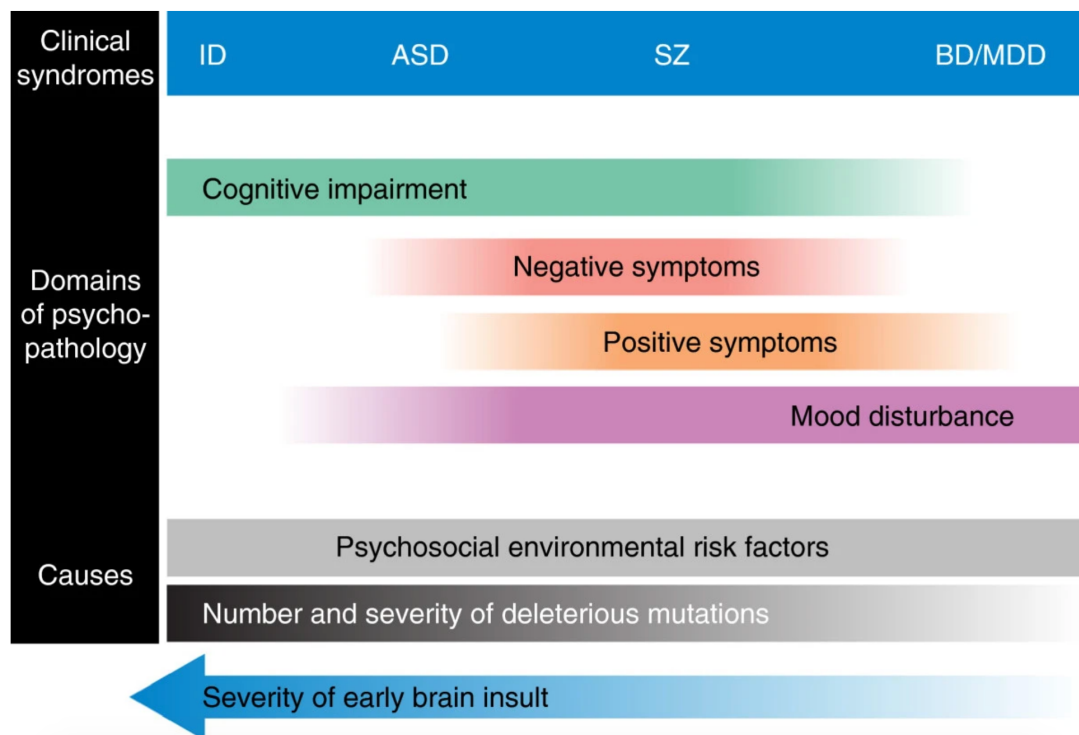 Clinical
syndromes
ID ASD SZ BD/MDD
Cognitive impairment
Negative symptoms
Domains
of psycho-
pathology
Positive symptoms
Mood disturbance
Causes
Psychosocial environmental risk factors
Number and severity of deleterious mutations
Severity of early brain insult